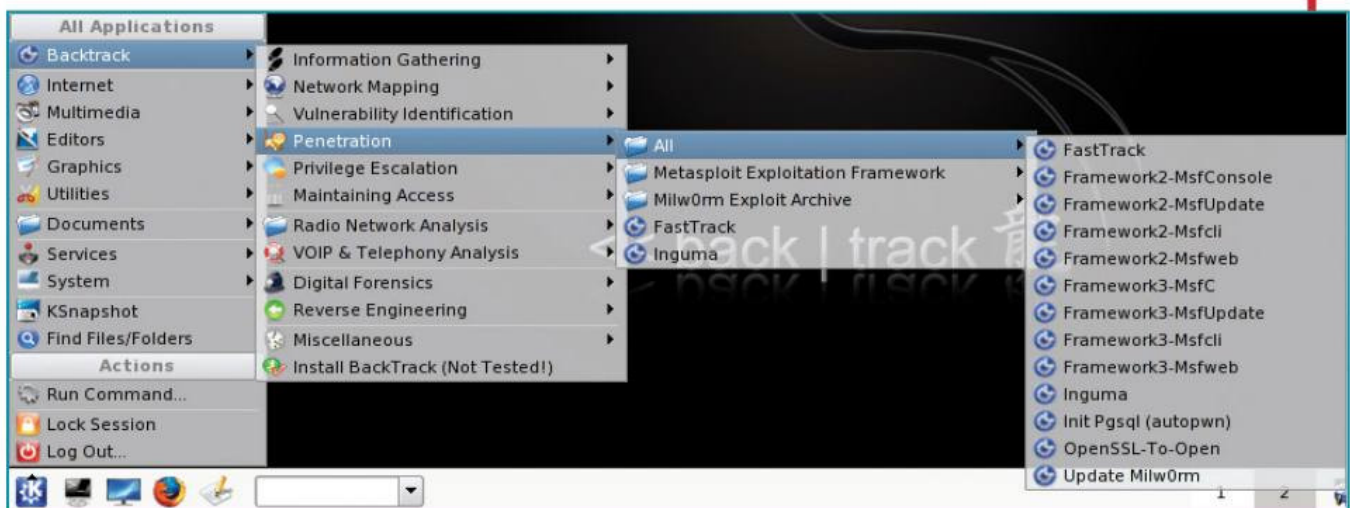 All Applications
Backtrack
Internet
Multimedia
Editors
Graphics
Utilities
Documents
Services
System
KSnapshot
Find Files/Folders
Actions
Run Command...
Lock Session
Log Out...
Information Gathering
Network Mapping
Vulnerability Identification
Penetration
Privilege Escalation
Maintaining Access
Radio Network Analysis
VOIP & Telephony Analysis
Digital Forensics
Reverse Engineering
Miscellaneous
Install BackTrack (Not Tested!)
All
Metasploit Exploitation Framework
Milw0rm Exploit Archive
FastTrack
Inguma
FastTrack
Framework2-MsfConsole
Framework2-MsfUpdate
Framework2-Msfcli
Framework2-Msfweb
Framework3-MsfC
Framework3-MsfUpdate
Framework3-Msfcli
Framework3-Msfweb
Inguma
Init Pgsql (autopwn)
OpenSSL-To-Open
Update Milw0rm
<< back | track
1 2